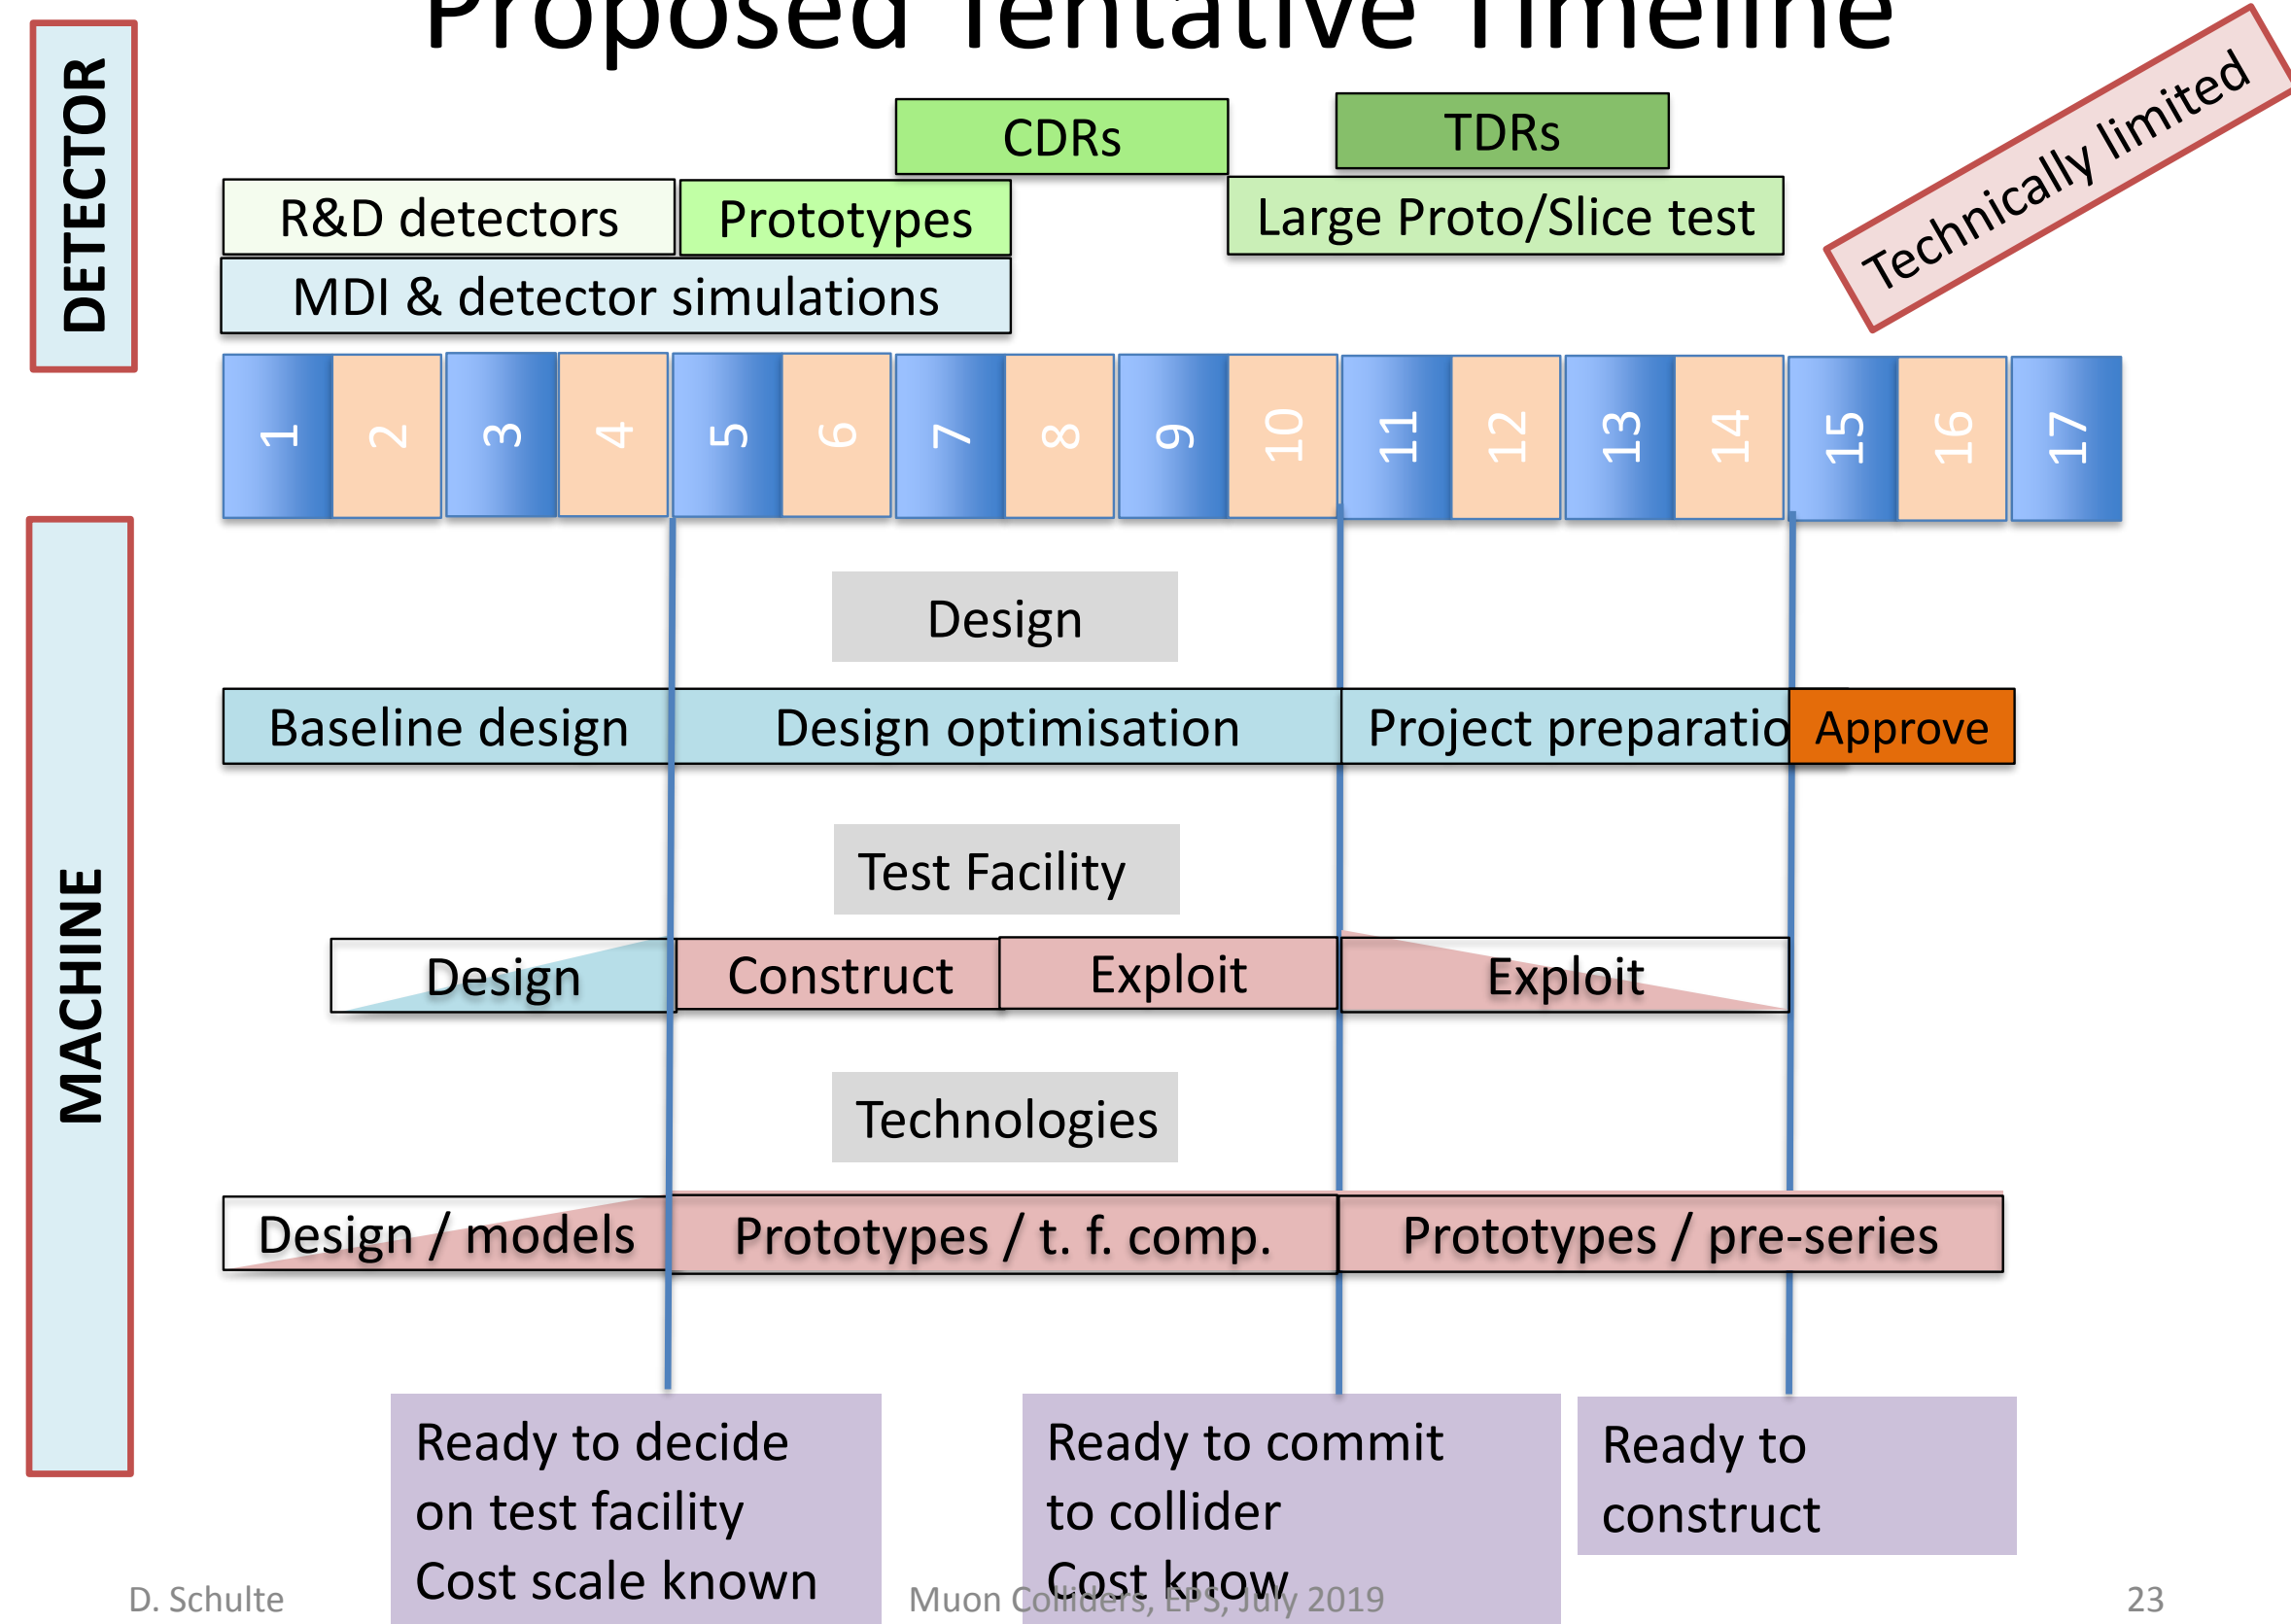 Proposed Tentative Timeline
DETECTOR
Technically limited
CDRs
TDRs
R&D detectors
Prototypes
Large Proto/Slice test
MDI & detector simulations
1 2 3 4 5 6 7 8 9 10 11 12 13 14 15 16 17
MACHINE
Design
Baseline design
Design optimisation
Project preparatio
Approve
Test Facility
Design
Construct
Exploit
Exploit
Technologies
Design / models
Prototypes / t. f. comp.
Prototypes / pre-series
Ready to decide
on test facility
Cost scale known
Ready to commit
to collider
Cost know
Ready to
construct
D. Schulte
Muon Colliders, EPS, July 2019
23